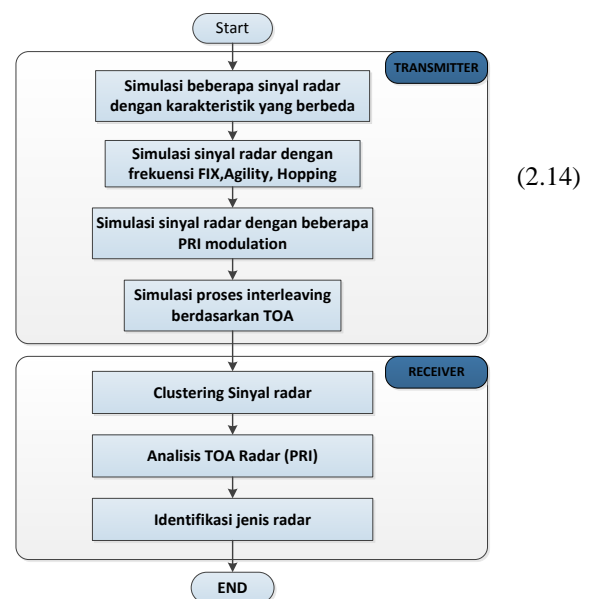 Start
TRANSMITTER
Simulasi beberapa sinyal radar
dengan karakteristik yang berbeda
Simulasi sinyal radar dengan
frekuensi FIX,Agility, Hopping
(2.14)
Simulasi sinyal radar dengan beberapa
PRI modulation
Simulasi proses interleaving
berdasarkan TOA
RECEIVER
Clustering Sinyal radar
Analisis TOA Radar (PRI)
Identifikasi jenis radar
END